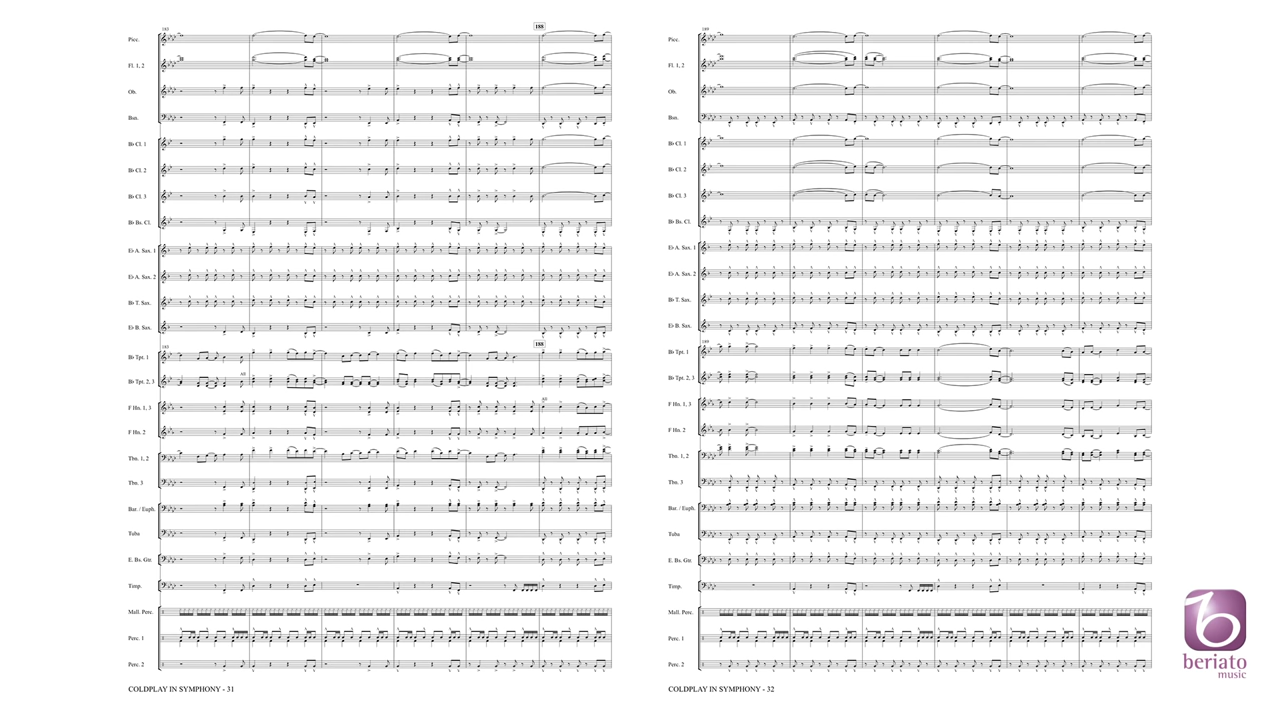 183
188
Picc.
Fl. 1, 2
Ob.
Bsn.
B♭ Cl. 1
B♭ Cl. 2
B♭ Cl. 3
B♭ Bs. Cl.
E♭ A. Sax. 1
E♭ A. Sax. 2
B♭ T. Sax.
E♭ B. Sax.
183
188
B♭ Tpt. 1
B♭ Tpt. 2, 3
All
F Hn. 1, 3
All
F Hn. 2
Tbn. 1, 2
Tbn. 3
Bar. / Euph.
Tuba
E. Bs. Gtr.
Timp.
Mall. Perc.
Perc. 1
Perc. 2
COLDPLAY IN SYMPHONY - 31
189
Picc.
Fl. 1, 2
Ob.
Bsn.
B♭ Cl. 1
B♭ Cl. 2
B♭ Cl. 3
B♭ Bs. Cl.
E♭ A. Sax. 1
E♭ A. Sax. 2
B♭ T. Sax.
E♭ B. Sax.
189
B♭ Tpt. 1
B♭ Tpt. 2, 3
F Hn. 1, 3
F Hn. 2
Tbn. 1, 2
Tbn. 3
Bar. / Euph.
Tuba
E. Bs. Gtr.
Timp.
Mall. Perc.
Perc. 1
Perc. 2
COLDPLAY IN SYMPHONY - 32
beriato
music